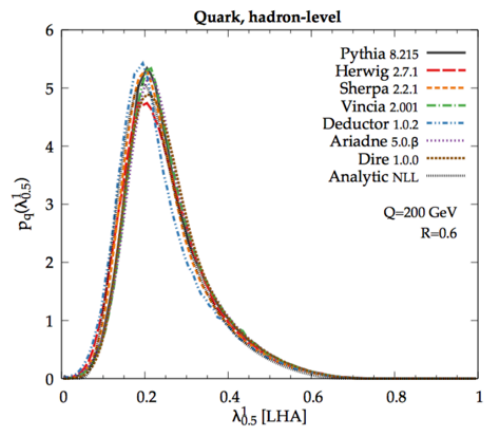 Quark, hadron-level
6
5
4
3
2
1
0
p_q(λ^1_0.5)
Pythia 8.215
Herwig 2.7.1
Sherpa 2.2.1
Vincia 2.001
Deductor 1.0.2
Ariadne 5.0.β
Dire 1.0.0
Analytic NLL
Q=200 GeV
R=0.6
0 0.2 0.4 0.6 0.8 1
λ^1_0.5 [LHA]